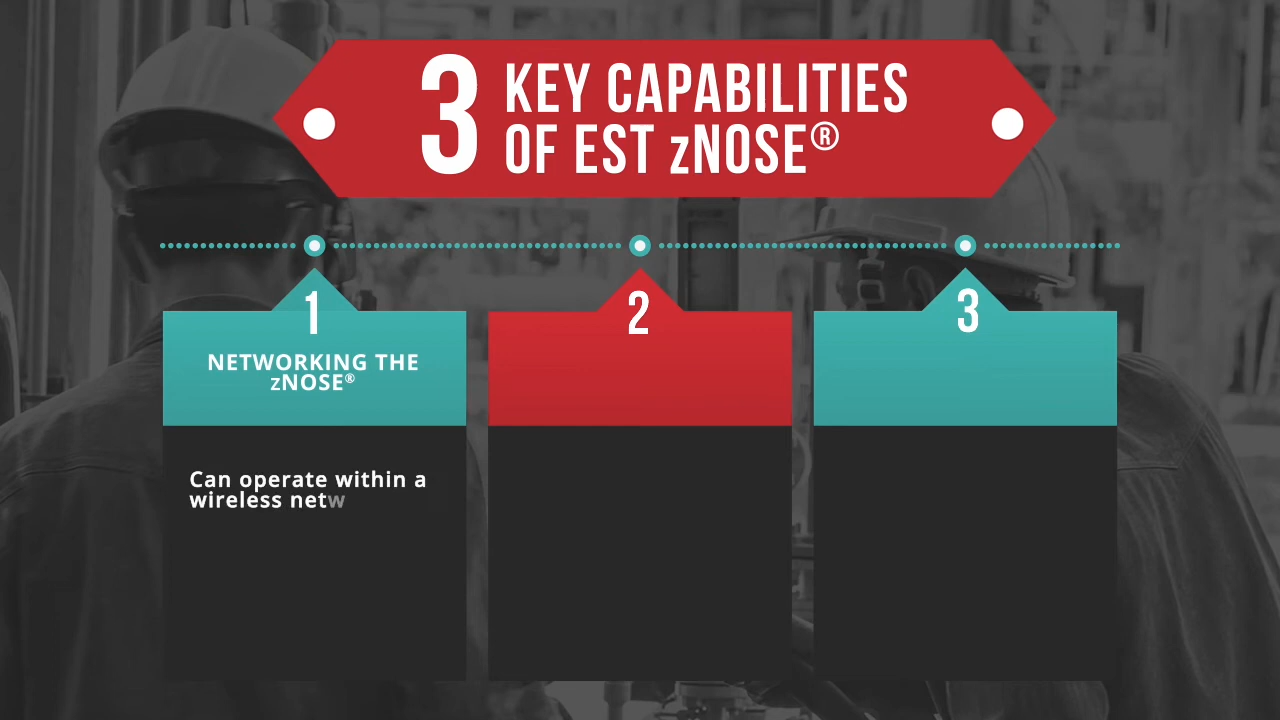 3 KEY CAPABILITIES
OF EST zNOSE®
1
NETWORKING THE
zNOSE®
Can operate within a
wireless netw
2
3